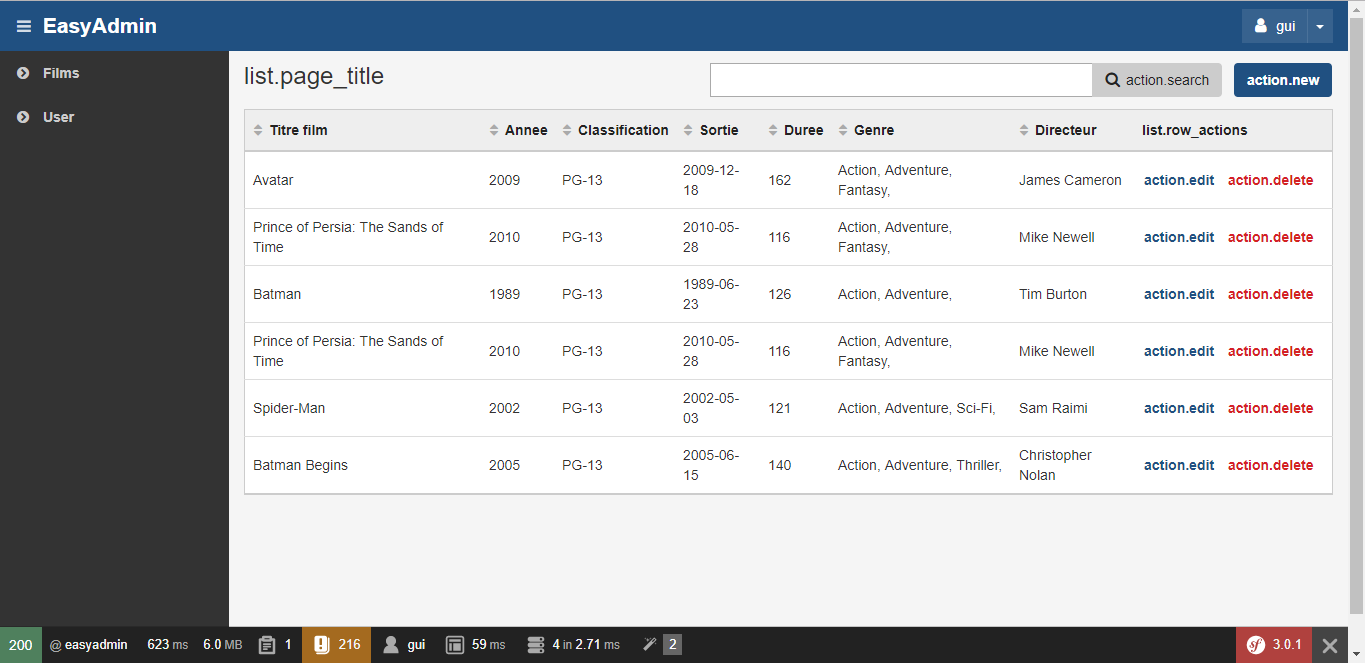 EasyAdmin
gui
Films
User
list.page_title
action.search
action.new
Titre film Annee Classification Sortie Duree Genre Directeur list.row_actions
Avatar 2009 PG-13 2009-12-18 162 Action, Adventure, Fantasy, James Cameron action.edit action.delete
Prince of Persia: The Sands of Time 2010 PG-13 2010-05-28 116 Action, Adventure, Fantasy, Mike Newell action.edit action.delete
Batman 1989 PG-13 1989-06-23 126 Action, Adventure, Tim Burton action.edit action.delete
Prince of Persia: The Sands of Time 2010 PG-13 2010-05-28 116 Action, Adventure, Fantasy, Mike Newell action.edit action.delete
Spider-Man 2002 PG-13 2002-05-03 121 Action, Adventure, Sci-Fi, Sam Raimi action.edit action.delete
Batman Begins 2005 PG-13 2005-06-15 140 Action, Adventure, Thriller, Christopher Nolan action.edit action.delete
200 @ easyadmin 623 ms 6.0 MB 1 216 gui 59 ms 4 in 2.71 ms 2 sf 3.0.1